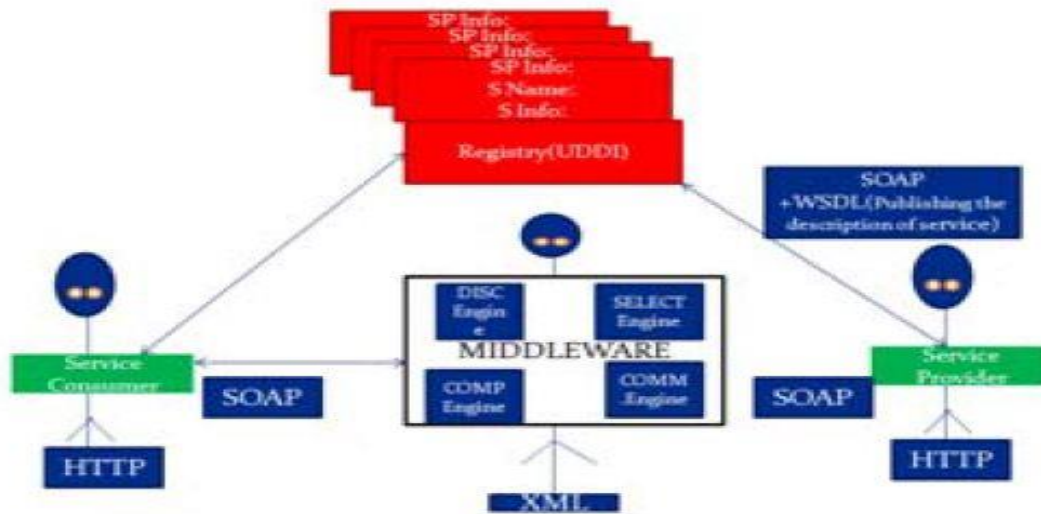 SP Info:
SP Info:
SP Info:
SP Info:
S Name:
S Info:
Registry(UDDI)
SOAP
+WSDL(Publishing the
description of service)
DISC
Engin
e
SELECT
Engine
MIDDLEWARE
COMP
Engine
COMM
.Engine
Service
Consumer
SOAP
Service
Provider
SOAP
HTTP
HTTP
XML